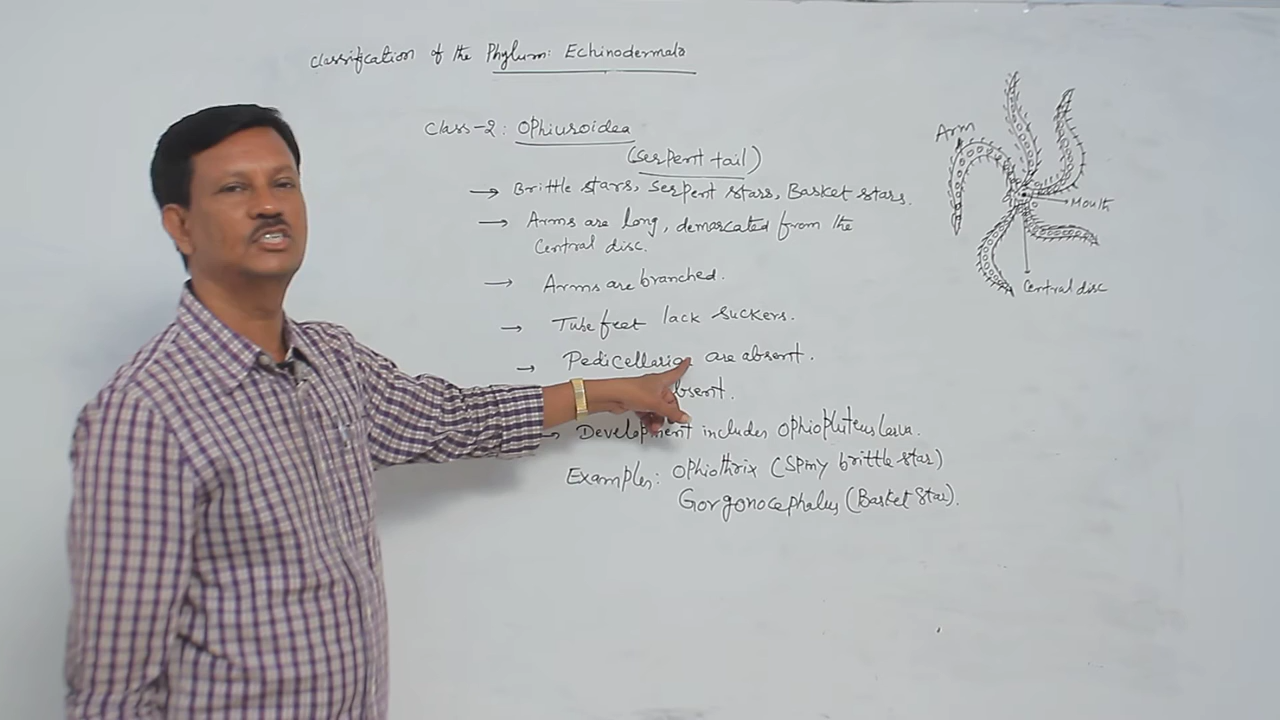 Classification of the Phylum: Echinodermata
Class-2: Ophiuroidea
(Serpent tail)
→ Brittle stars, Serpent stars, Basket stars.
→ Arms are long, demarcated from the
Central disc.
→ Arms are branched.
→ Tube feet lack suckers.
→ Pedicellaria are absent.
bsent.
→ Development includes Ophiopluteus larva.
Examples: Ophiothrix (Spiny brittle star)
Gorgonocephalus (Basket Star).
Arm
Mouth
Central disc